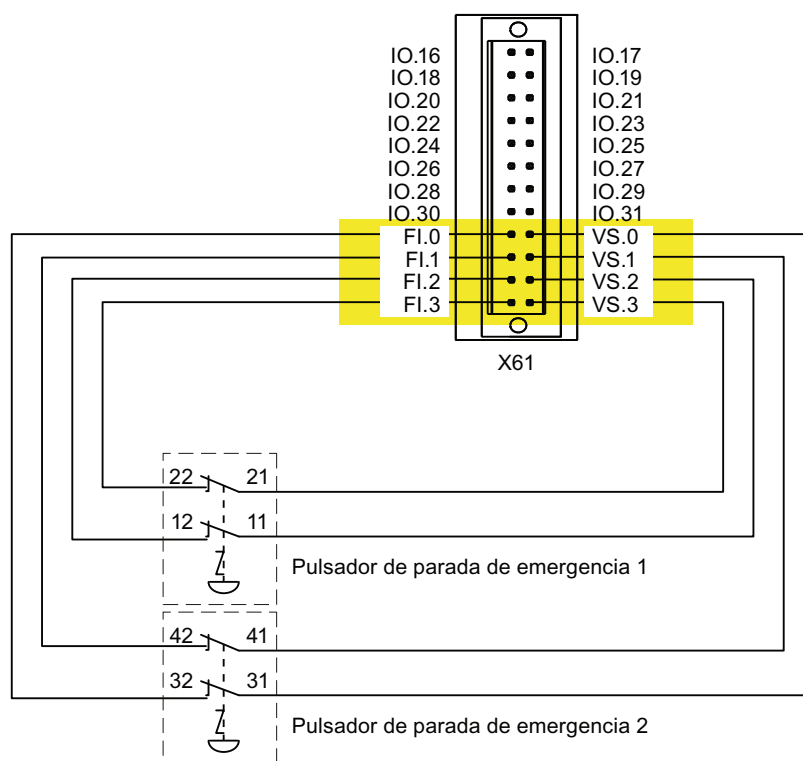 IO.16 IO.17
IO.18 IO.19
IO.20 IO.21
IO.22 IO.23
IO.24 IO.25
IO.26 IO.27
IO.28 IO.29
IO.30 IO.31
FI.0 VS.0
FI.1 VS.1
FI.2 VS.2
FI.3 VS.3
X61
22 21
12 11
Pulsador de parada de emergencia 1
42 41
32 31
Pulsador de parada de emergencia 2